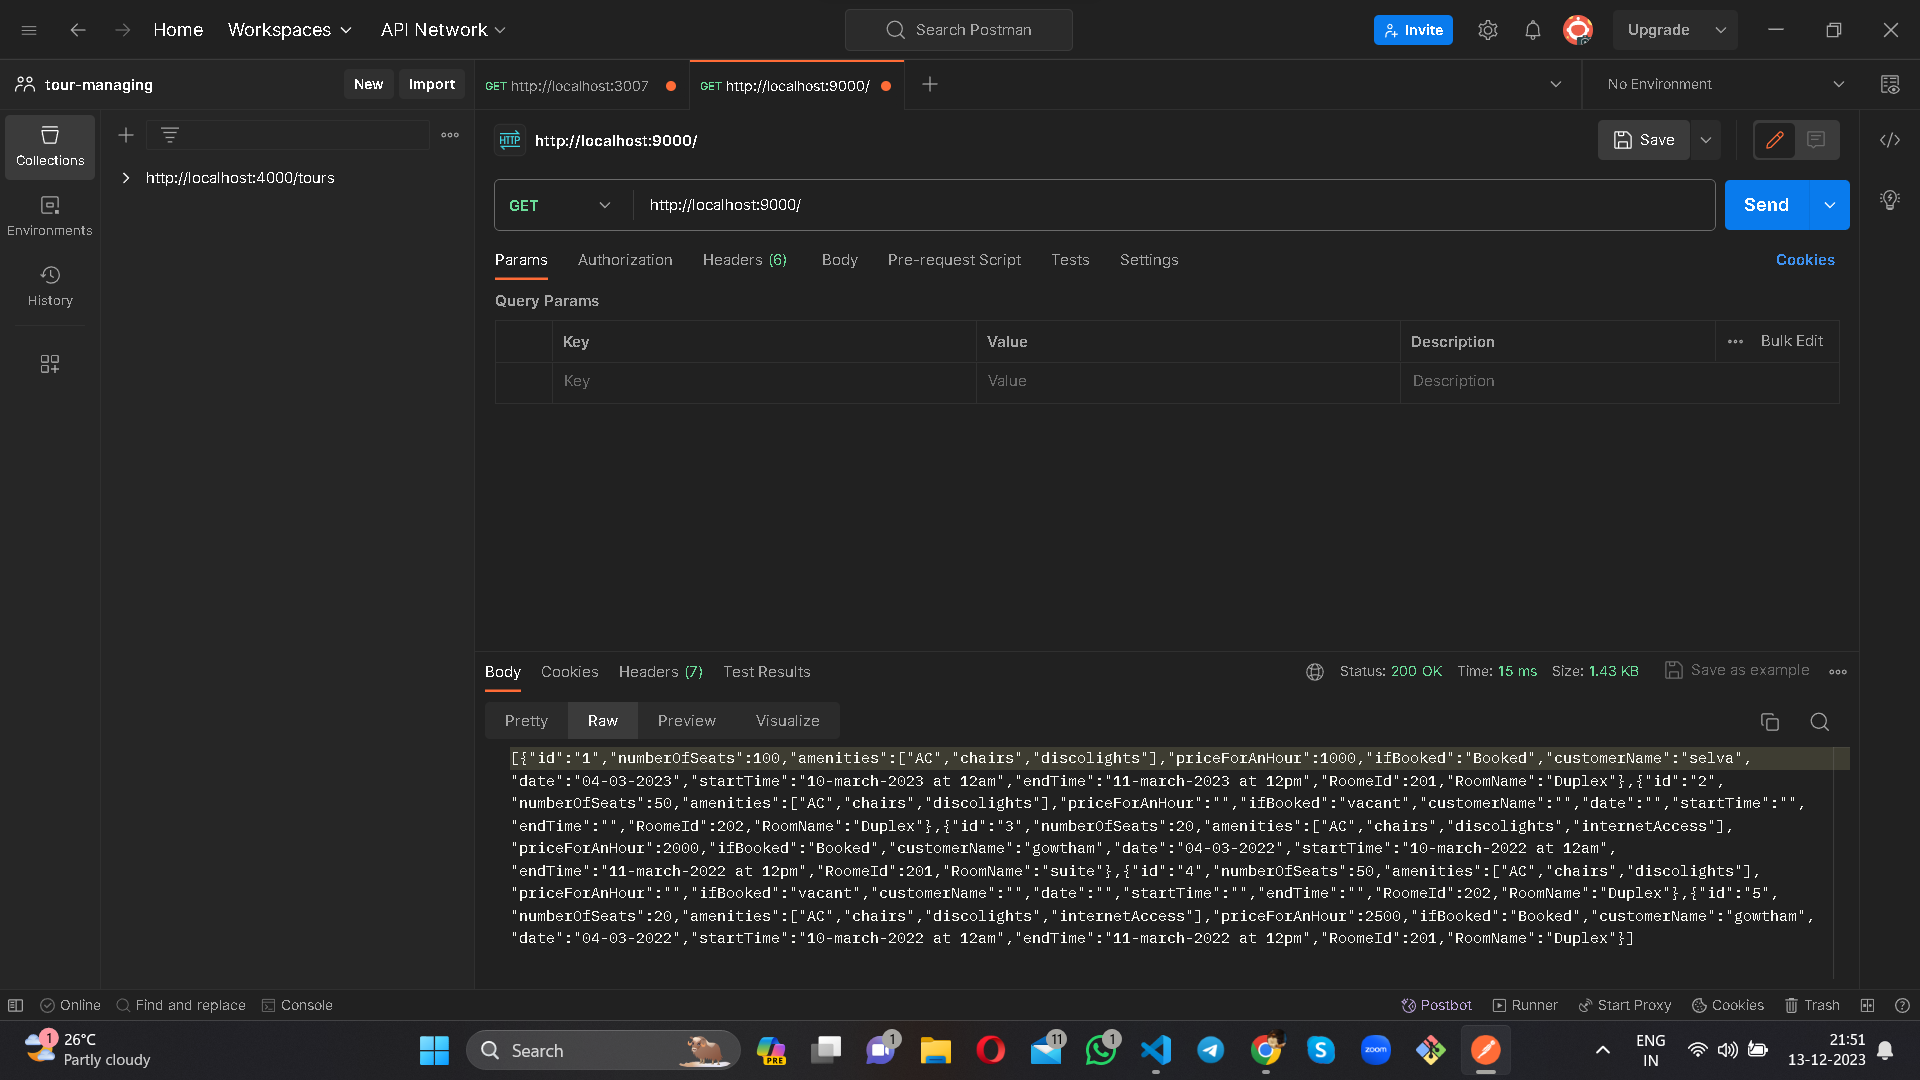 Home Workspaces API Network Search Postman Invite Upgrade
tour-managing New Import GET http://localhost:3007 GET http://localhost:9000/ No Environment
Collections
Environments
History
http://localhost:4000/tours
HTTP http://localhost:9000/ Save
GET http://localhost:9000/ Send
Params Authorization Headers (6) Body Pre-request Script Tests Settings Cookies
Query Params
Key Value Description Bulk Edit
Key Value Description
Body Cookies Headers (7) Test Results Status: 200 OK Time: 15 ms Size: 1.43 KB Save as example
Pretty Raw Preview Visualize
[{"id":"1","numberOfSeats":100,"amenities":["AC","chairs","discolights"],"priceForAnHour":1000,"ifBooked":"Booked","customerName":"selva",
"date":"04-03-2023","startTime":"10-march-2023 at 12am","endTime":"11-march-2023 at 12pm","RoomeId":201,"RoomName":"Duplex"},{"id":"2",
"numberOfSeats":50,"amenities":["AC","chairs","discolights"],"priceForAnHour":"","ifBooked":"vacant","customerName":"","date":"","startTime":"",
"endTime":"","RoomeId":202,"RoomName":"Duplex"},{"id":"3","numberOfSeats":20,"amenities":["AC","chairs","discolights","internetAccess"],
"priceForAnHour":2000,"ifBooked":"Booked","customerName":"gowtham","date":"04-03-2022","startTime":"10-march-2022 at 12am",
"endTime":"11-march-2022 at 12pm","RoomeId":201,"RoomName":"suite"},{"id":"4","numberOfSeats":50,"amenities":["AC","chairs","discolights"],
"priceForAnHour":"","ifBooked":"vacant","customerName":"","date":"","startTime":"","endTime":"","RoomeId":202,"RoomName":"Duplex"},{"id":"5",
"numberOfSeats":20,"amenities":["AC","chairs","discolights","internetAccess"],"priceForAnHour":2500,"ifBooked":"Booked","customerName":"gowtham",
"date":"04-03-2022","startTime":"10-march-2022 at 12am","endTime":"11-march-2022 at 12pm","RoomeId":201,"RoomName":"Duplex"}]
Online Find and replace Console Postbot Runner Start Proxy Cookies Trash
1 26°C
Partly cloudy
Search
PRE
1
11
1
zoom
ENG
IN
21:51
13-12-2023